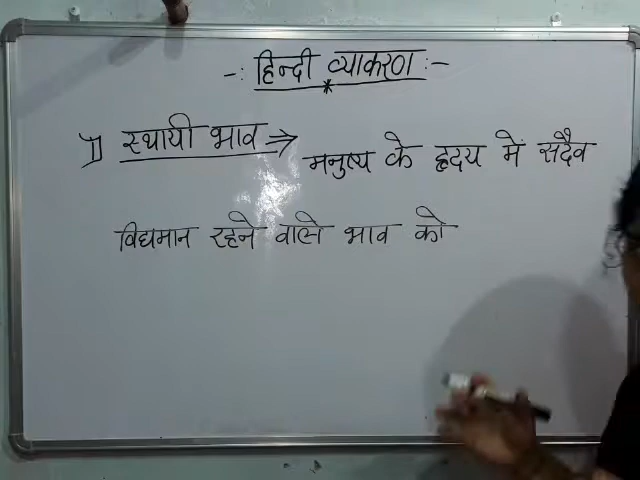 -: हिन्दी व्याकरण :-
1) स्थायी भाव ⇒ मनुष्य के हृदय में सदैव
विद्यमान रहने वाले भाव को